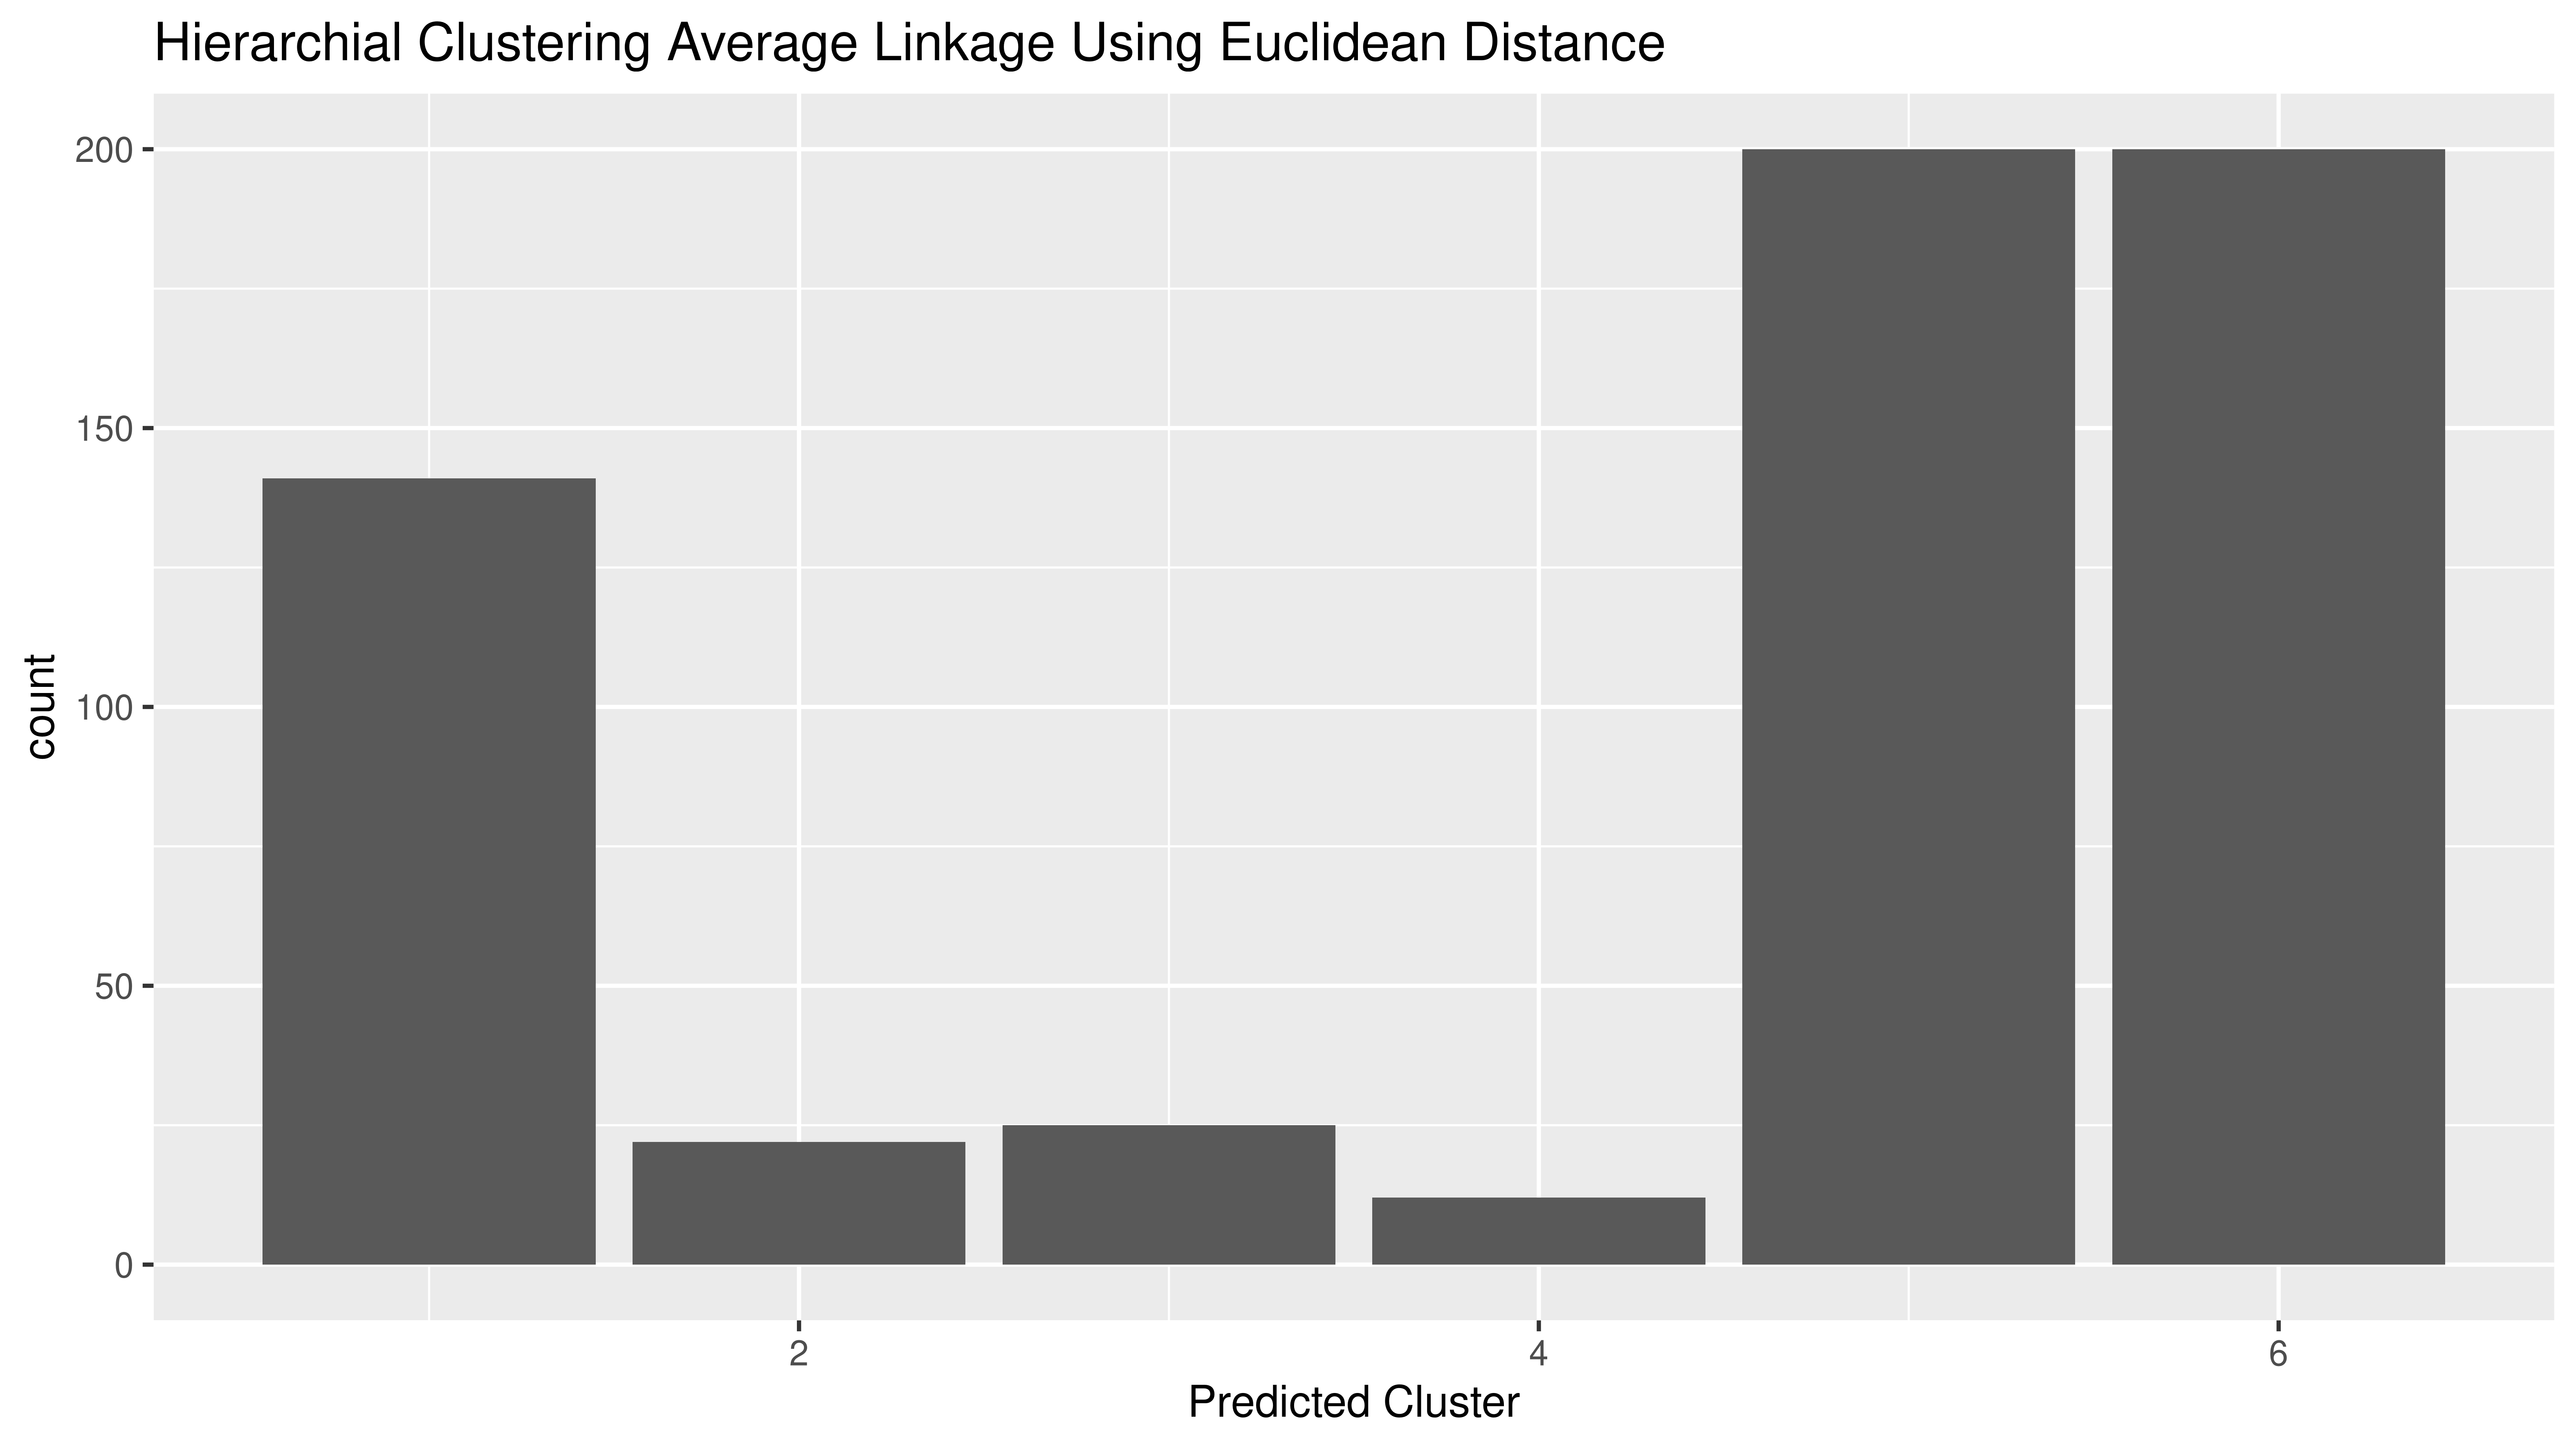 Hierarchial Clustering Average Linkage Using Euclidean Distance
200
150
100
50
0
count
2 4 6
Predicted Cluster